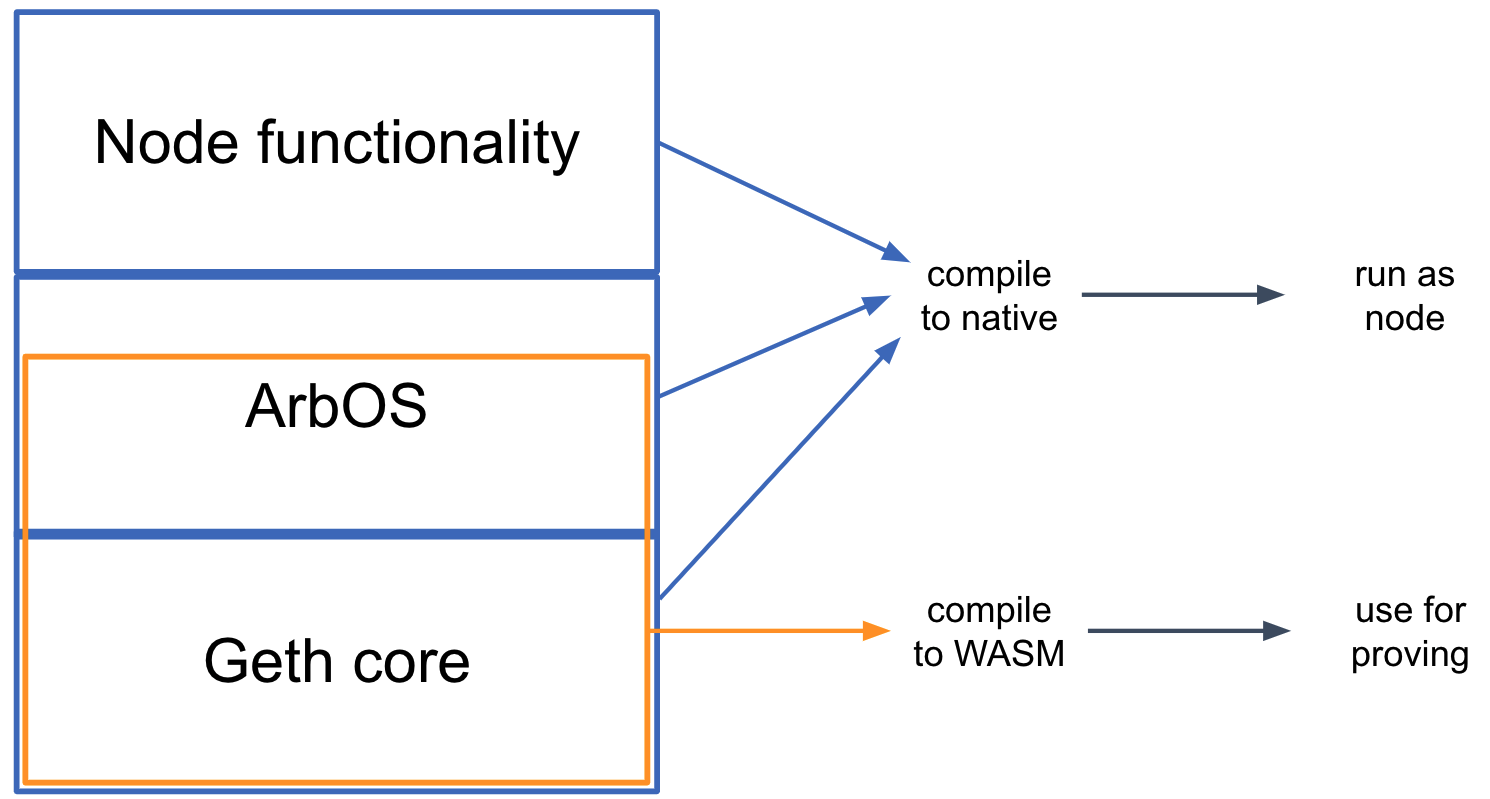 Node functionality
compile
to native
run as
node
ArbOS
Geth core
compile
to WASM
use for
proving